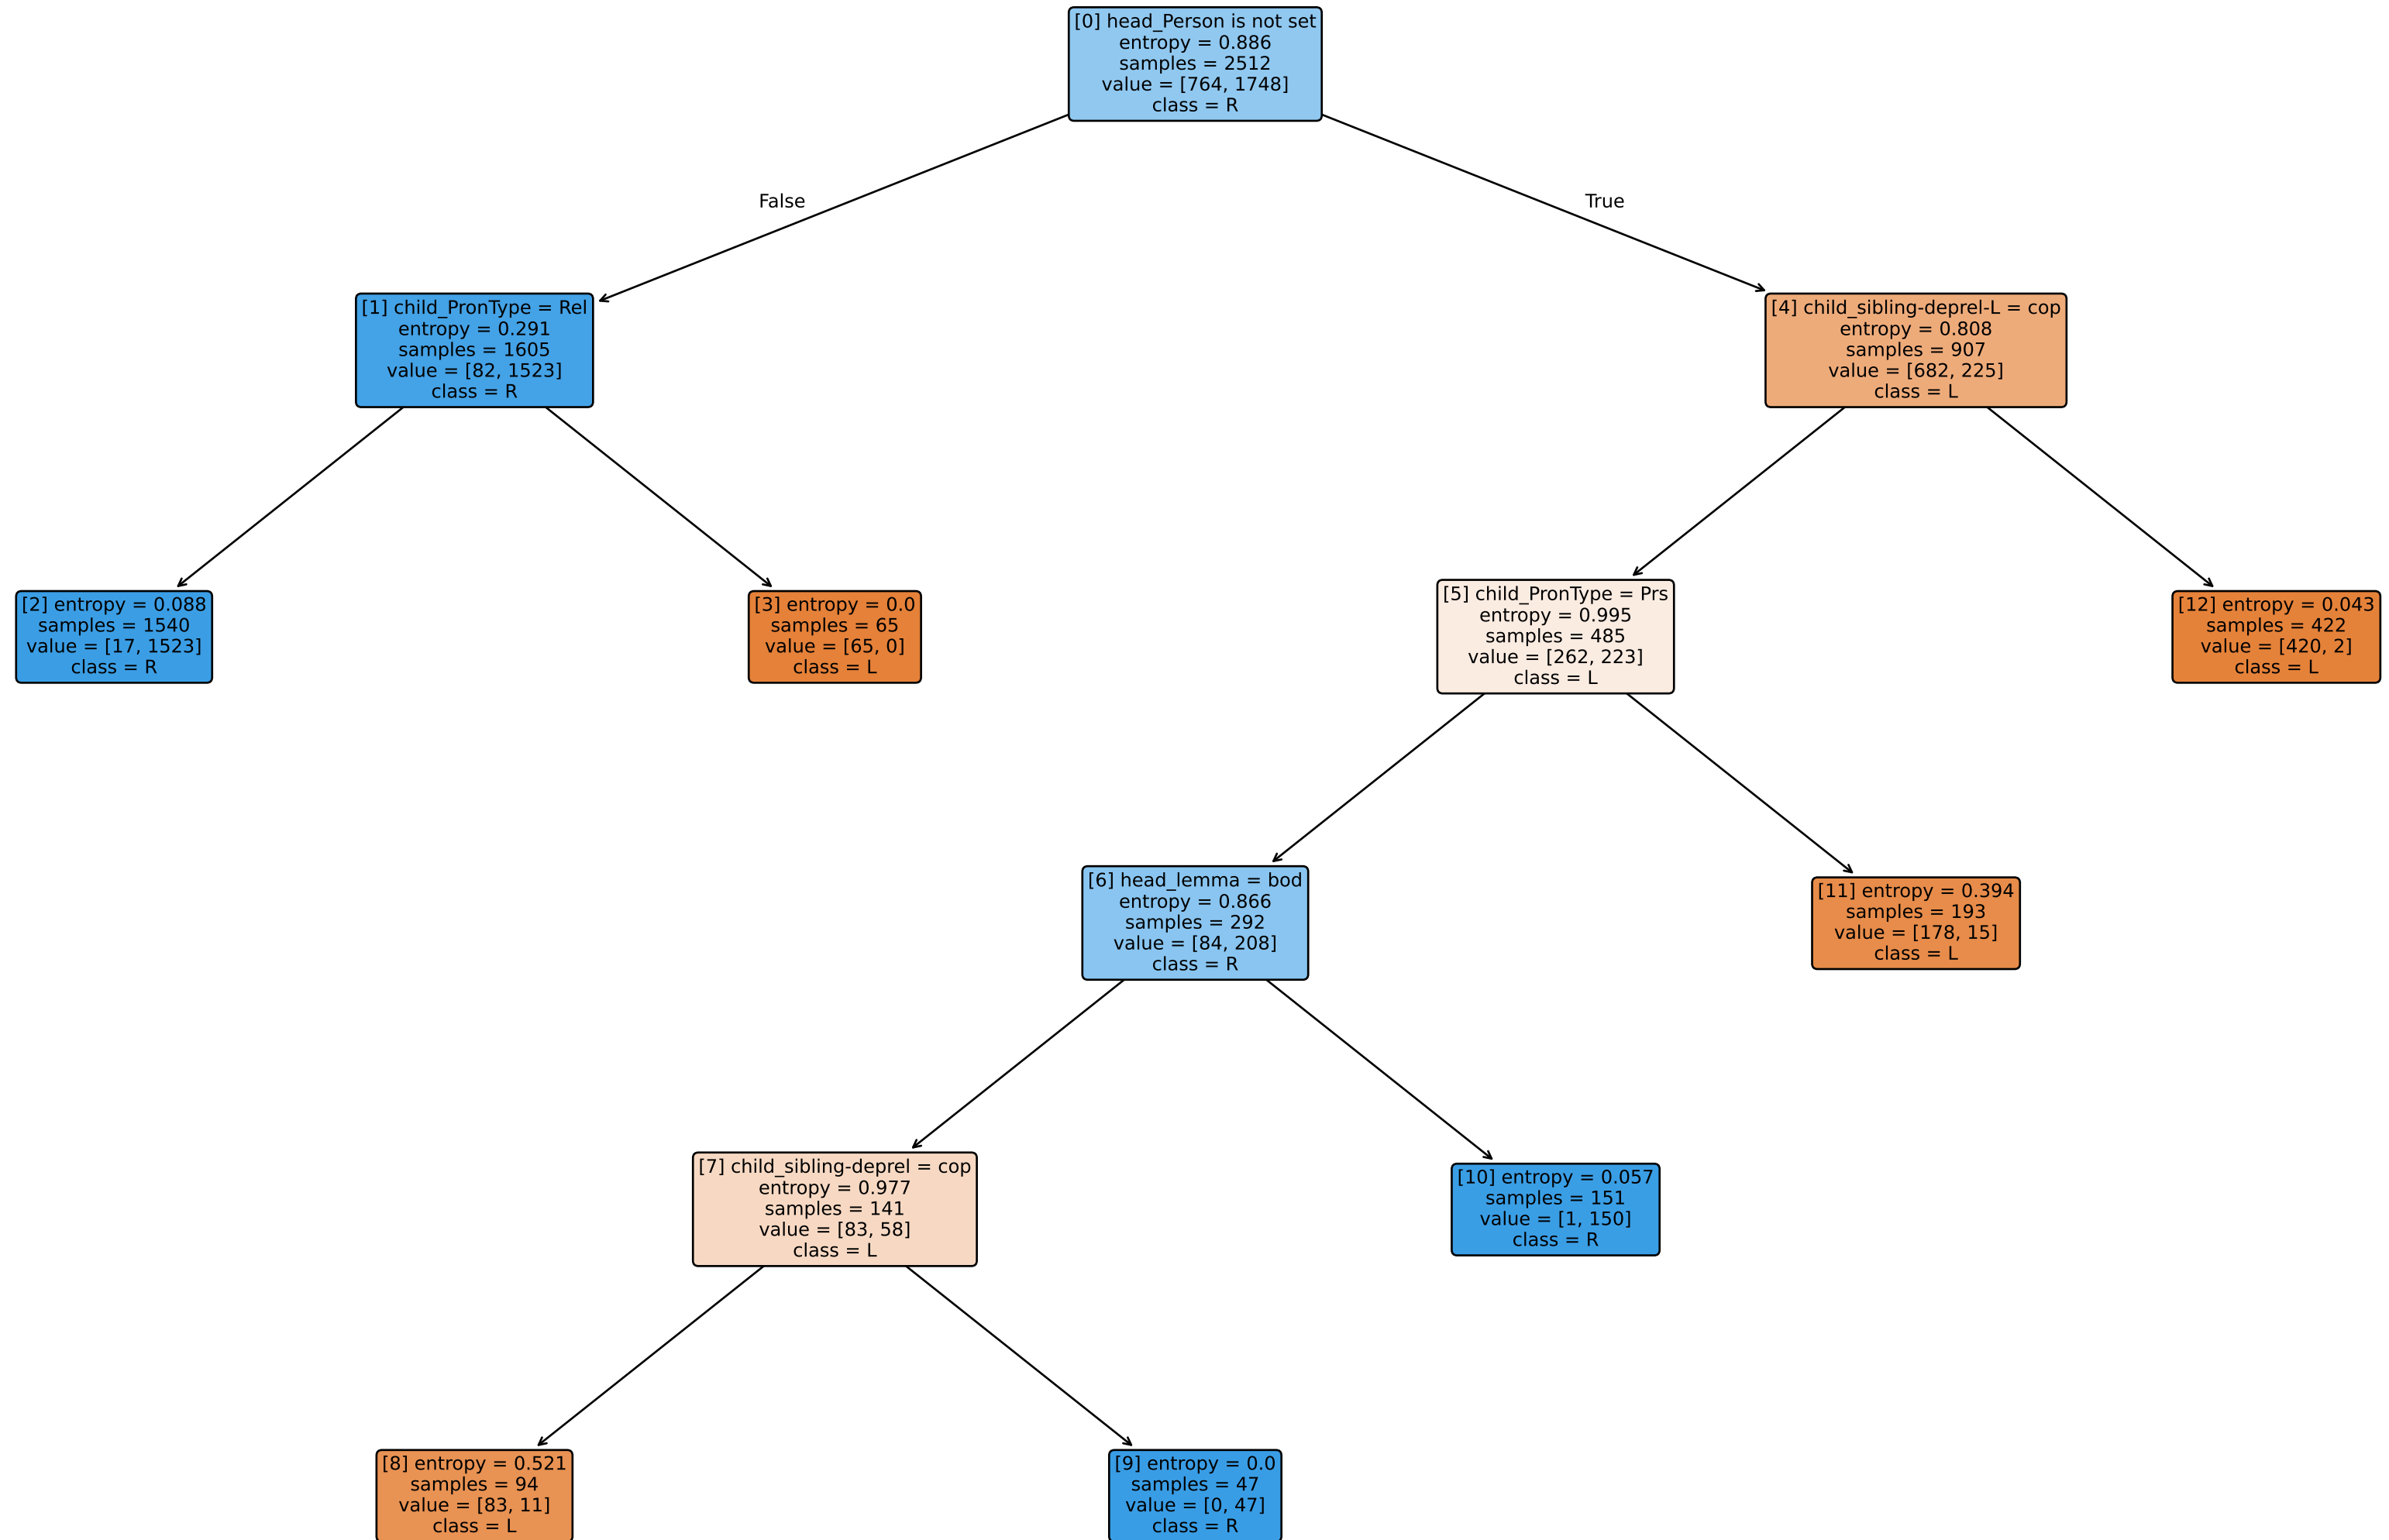 [0] head_Person is not set
entropy = 0.886
samples = 2512
value = [764, 1748]
class = R
False
True
[1] child_PronType = Rel
entropy = 0.291
samples = 1605
value = [82, 1523]
class = R
[4] child_sibling-deprel-L = cop
entropy = 0.808
samples = 907
value = [682, 225]
class = L
[2] entropy = 0.088
samples = 1540
value = [17, 1523]
class = R
[3] entropy = 0.0
samples = 65
value = [65, 0]
class = L
[5] child_PronType = Prs
entropy = 0.995
samples = 485
value = [262, 223]
class = L
[12] entropy = 0.043
samples = 422
value = [420, 2]
class = L
[6] head_lemma = bod
entropy = 0.866
samples = 292
value = [84, 208]
class = R
[11] entropy = 0.394
samples = 193
value = [178, 15]
class = L
[7] child_sibling-deprel = cop
entropy = 0.977
samples = 141
value = [83, 58]
class = L
[10] entropy = 0.057
samples = 151
value = [1, 150]
class = R
[8] entropy = 0.521
samples = 94
value = [83, 11]
class = L
[9] entropy = 0.0
samples = 47
value = [0, 47]
class = R